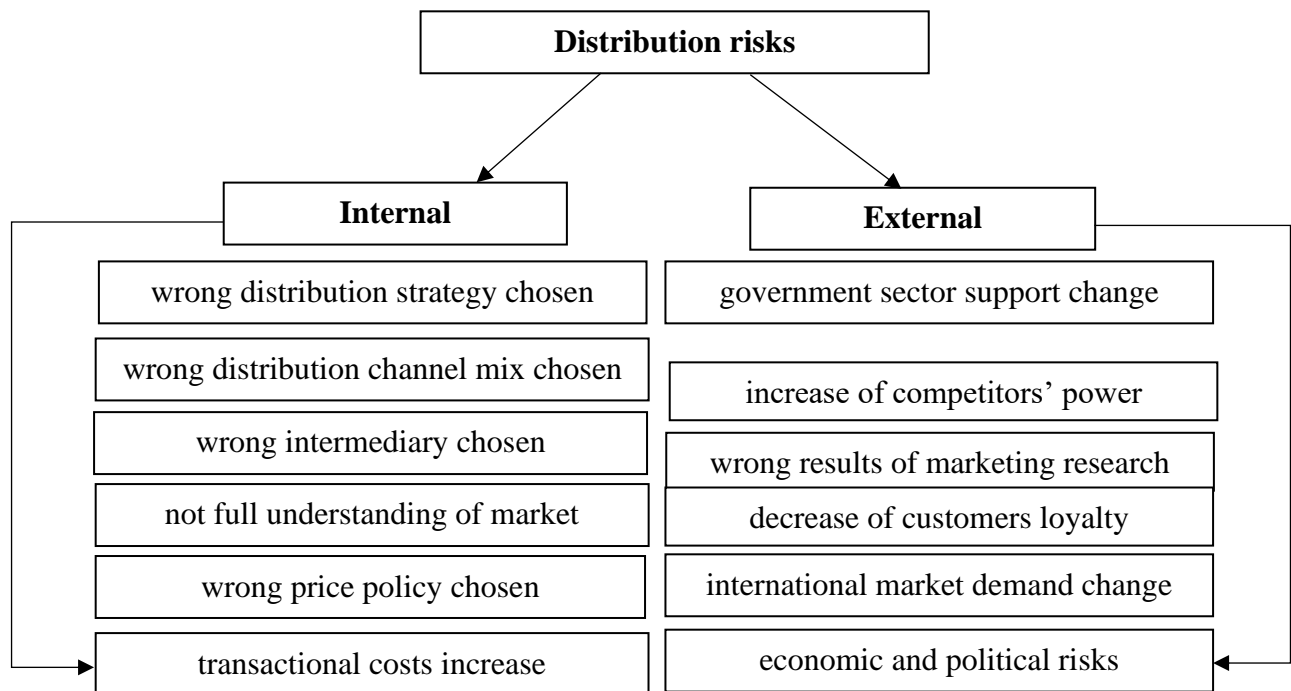 Distribution risks
Internal
External
wrong distribution strategy chosen
wrong distribution channel mix chosen
wrong intermediary chosen
not full understanding of market
wrong price policy chosen
transactional costs increase
government sector support change
increase of competitors’ power
wrong results of marketing research
decrease of customers loyalty
international market demand change
economic and political risks